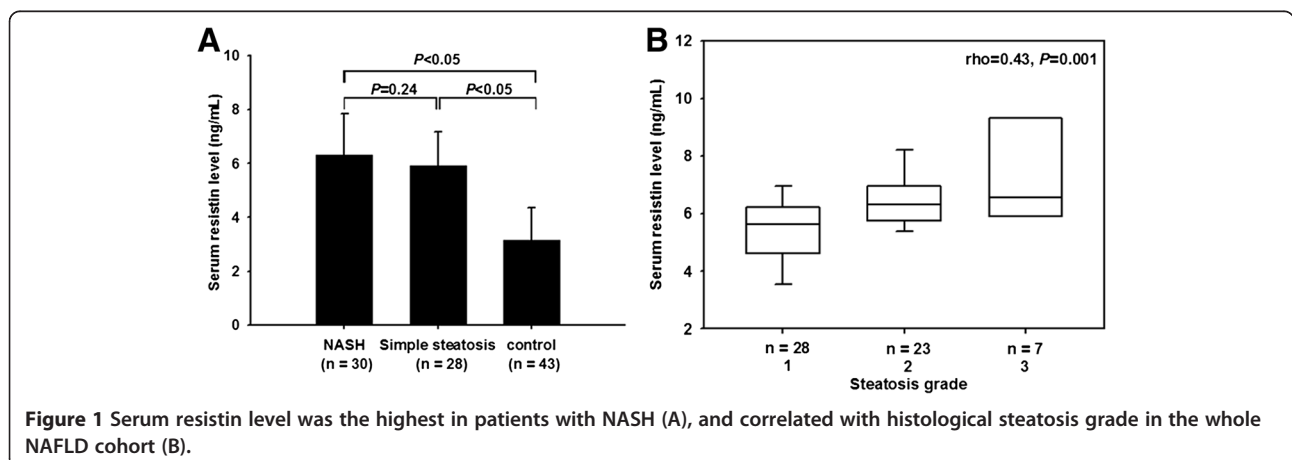 A
Serum resistin level (ng/mL)
10
8
6
4
2
0
P<0.05
P=0.24
P<0.05
NASH
(n = 30)
Simple steatosis
(n = 28)
control
(n = 43)
B
Serum resistin level (ng/mL)
12
10
8
6
4
2
rho=0.43, P=0.001
n = 28
n = 23
n = 7
1
2
3
Steatosis grade
Figure 1 Serum resistin level was the highest in patients with NASH (A), and correlated with histological steatosis grade in the whole
NAFLD cohort (B).